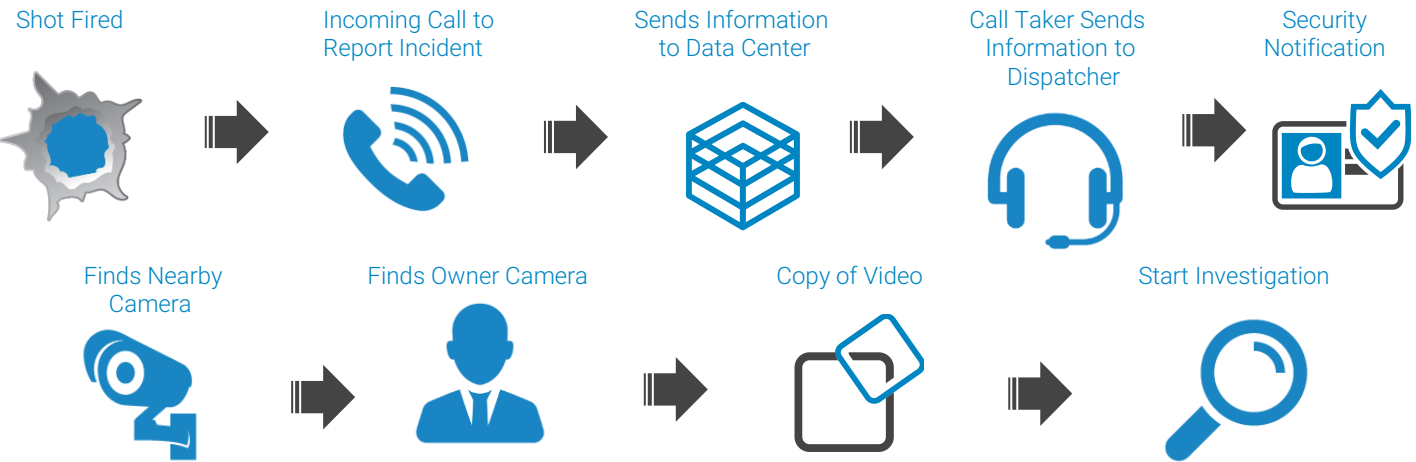 Shot Fired
Incoming Call to
Report Incident
Sends Information
to Data Center
Call Taker Sends
Information to
Dispatcher
Security
Notification
Finds Nearby
Camera
Finds Owner Camera
Copy of Video
Start Investigation